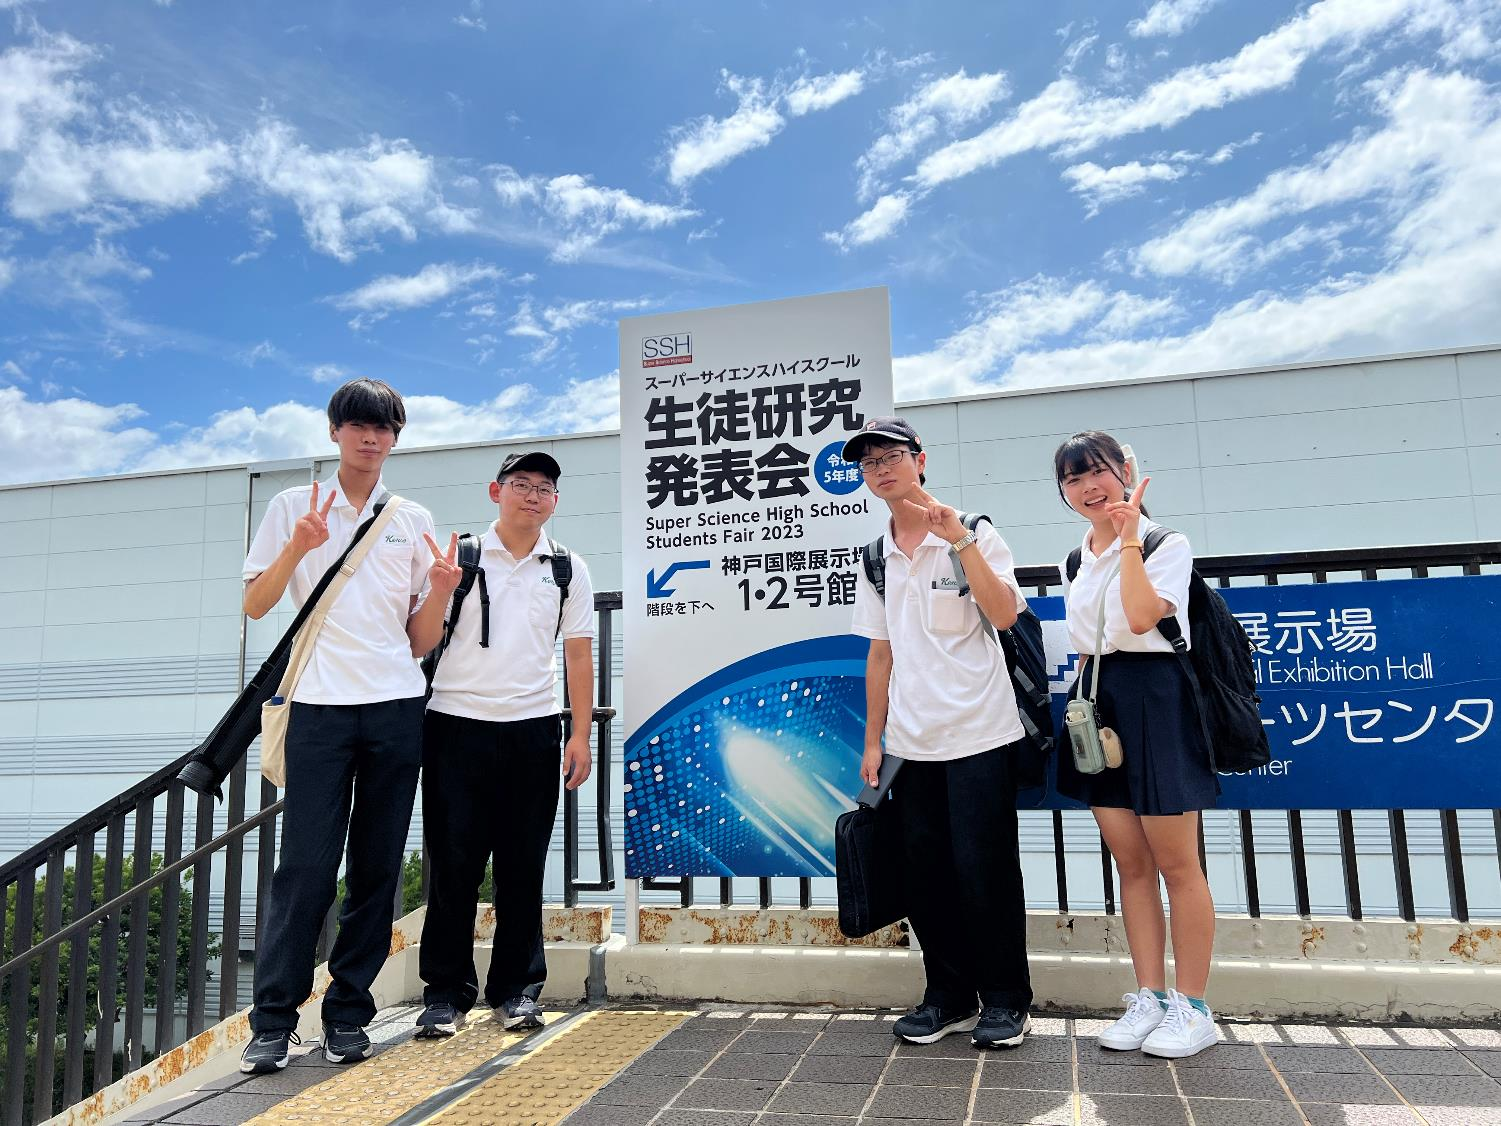 SSH
スーパーサイエンスハイスクール
生徒研究
発表会
令和
5年度
Super Science High School
Students Fair 2023
神戸国際展示場
1・2号館
階段を下へ
展示場
Exhibition Hall
ーツセンタ
Center